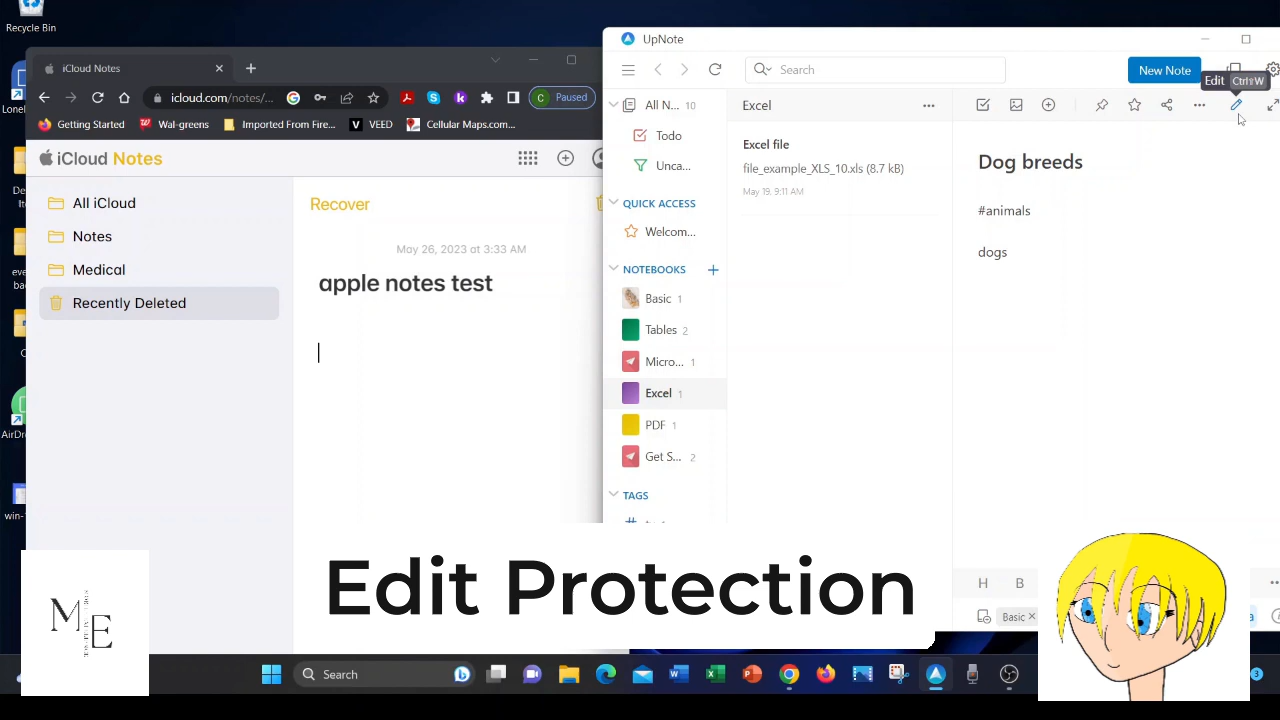 Recycle Bin
UpNote
iCloud Notes
Search
New Note
Edit Ctrl⇧W
icloud.com/notes/...
C Paused
Getting Started
Wal-greens
Imported From Fire...
VEED
Cellular Maps.com...
All N... 10
Excel
Todo
Excel file
iCloud Notes
Unca...
file_example_XLS_10.xls (8.7 kB)
Dog breeds
May 19, 9:11 AM
All iCloud
Recover
QUICK ACCESS
#animals
Notes
May 26, 2023 at 3:33 AM
Welcom...
dogs
Medical
apple notes test
NOTEBOOKS
Recently Deleted
Basic 1
Tables 2
Micro... 1
Excel 1
PDF 1
Get S... 2
TAGS
Edit Protection
H B
Basic
M
E
Search